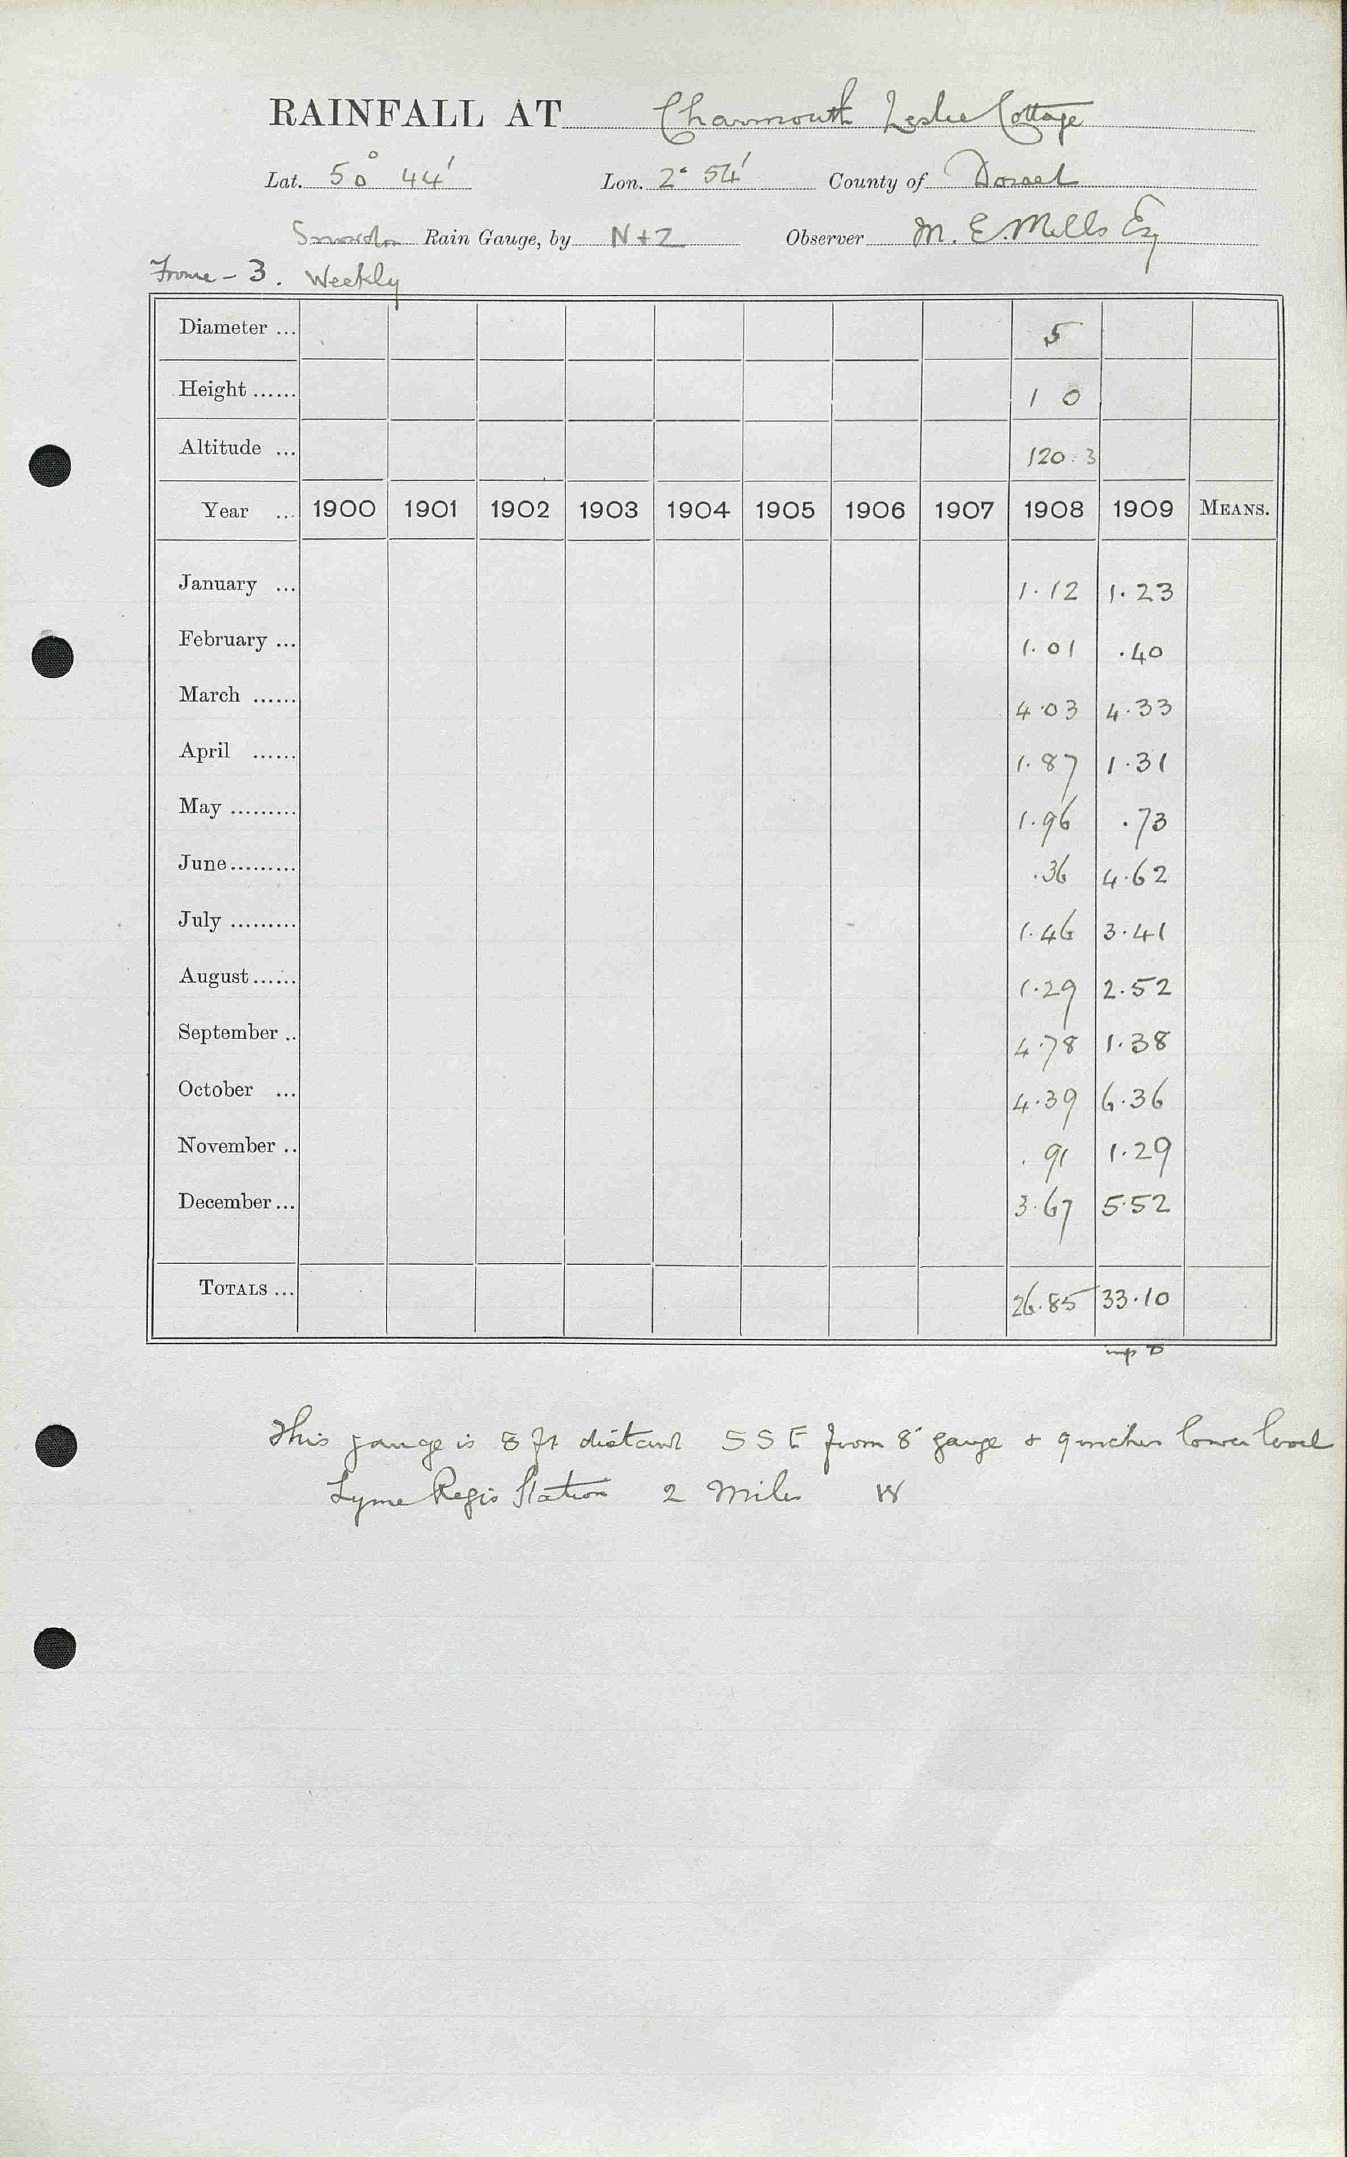 RAINFALL AT Charmouth Leslie Cottage
Lat. 50° 44' Lon. 2° 54' County of Dorset
Snowdon Rain Gauge, by N+Z Observer M. E. Mills Esq
Frome - 3. Weekly
Diameter ... 5
Height ...... 1 0
Altitude ... 120.3
Year ... 1900 1901 1902 1903 1904 1905 1906 1907 1908 1909 MEANS.
January ... 1.12 1.23
February ... 1.01 .40
March ...... 4.03 4.33
April ...... 1.87 1.31
May ......... 1.96 .73
June ......... .36 4.62
July ......... 1.46 3.41
August ...... 1.29 2.52
September .. 4.78 1.38
October ... 4.39 6.36
November .. .91 1.29
December ... 3.67 5.52
TOTALS ... 26.85 33.10
This gauge is 8 ft distant SSE from 8" gauge & 9 inches lower level
Lyme Regis Station 2 Miles W